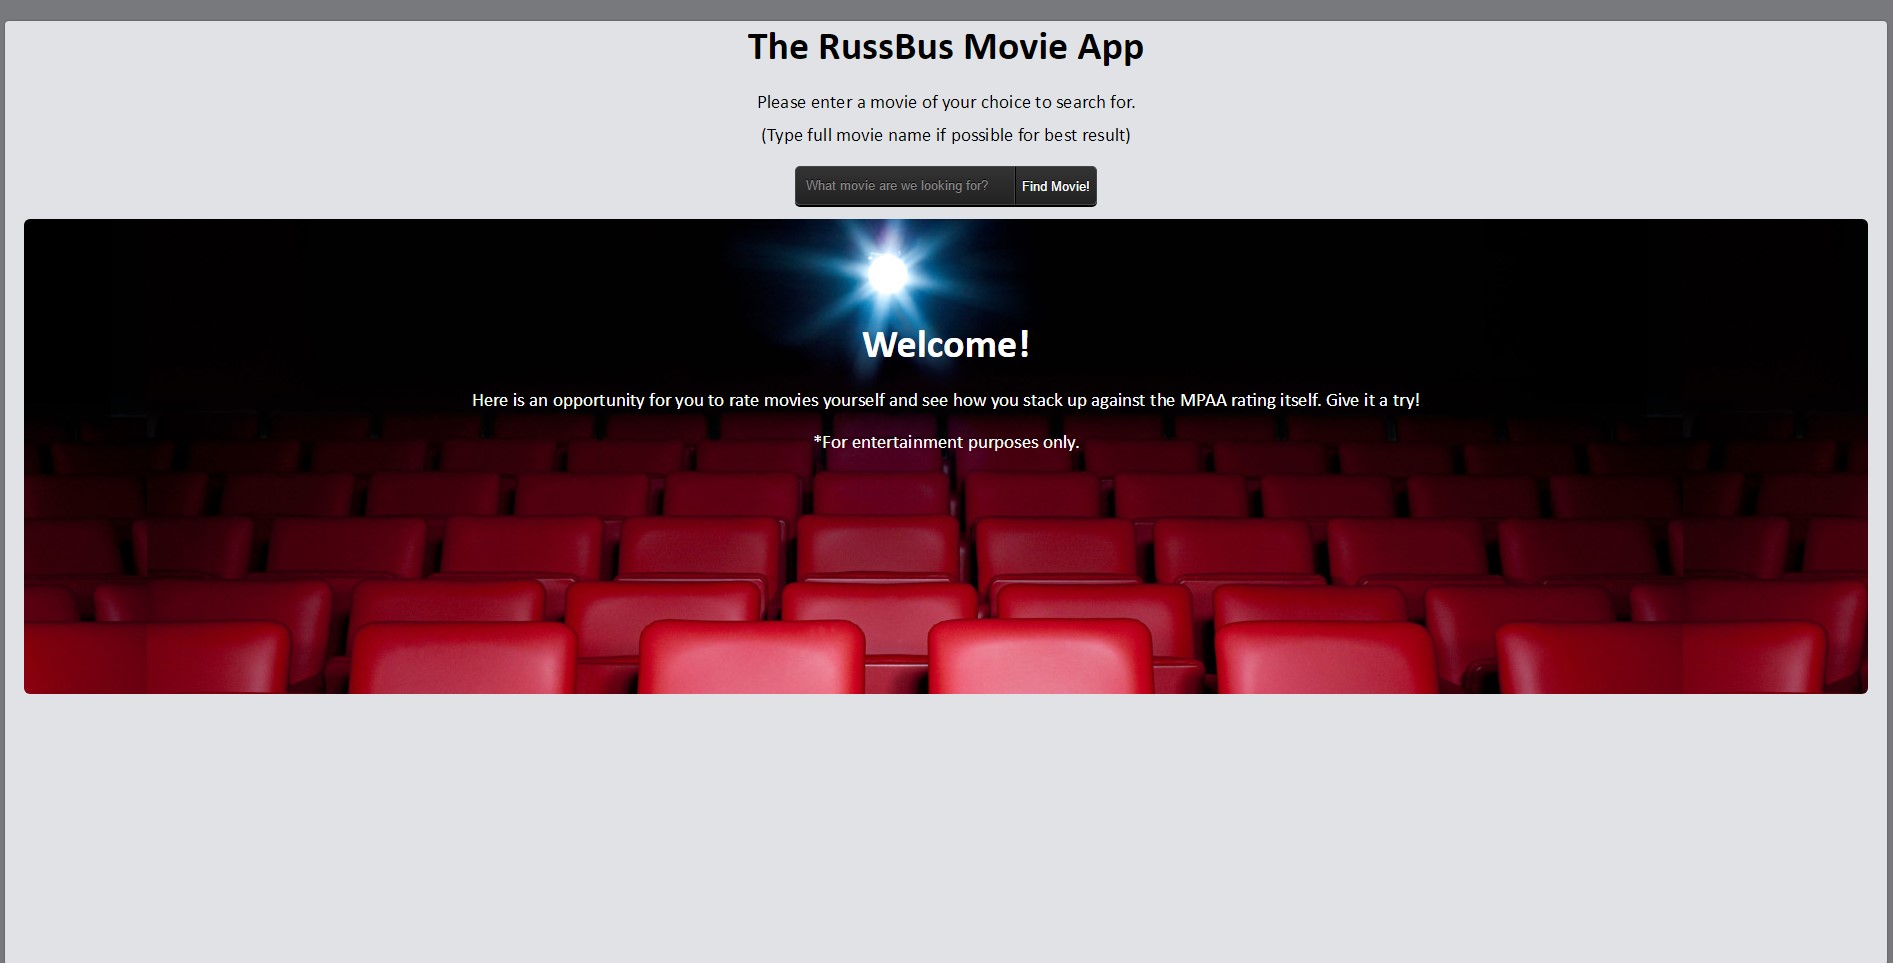 The RussBus Movie App
Please enter a movie of your choice to search for.
(Type full movie name if possible for best result)
What movie are we looking for? Find Movie!
Welcome!
Here is an opportunity for you to rate movies yourself and see how you stack up against the MPAA rating itself. Give it a try!
*For entertainment purposes only.